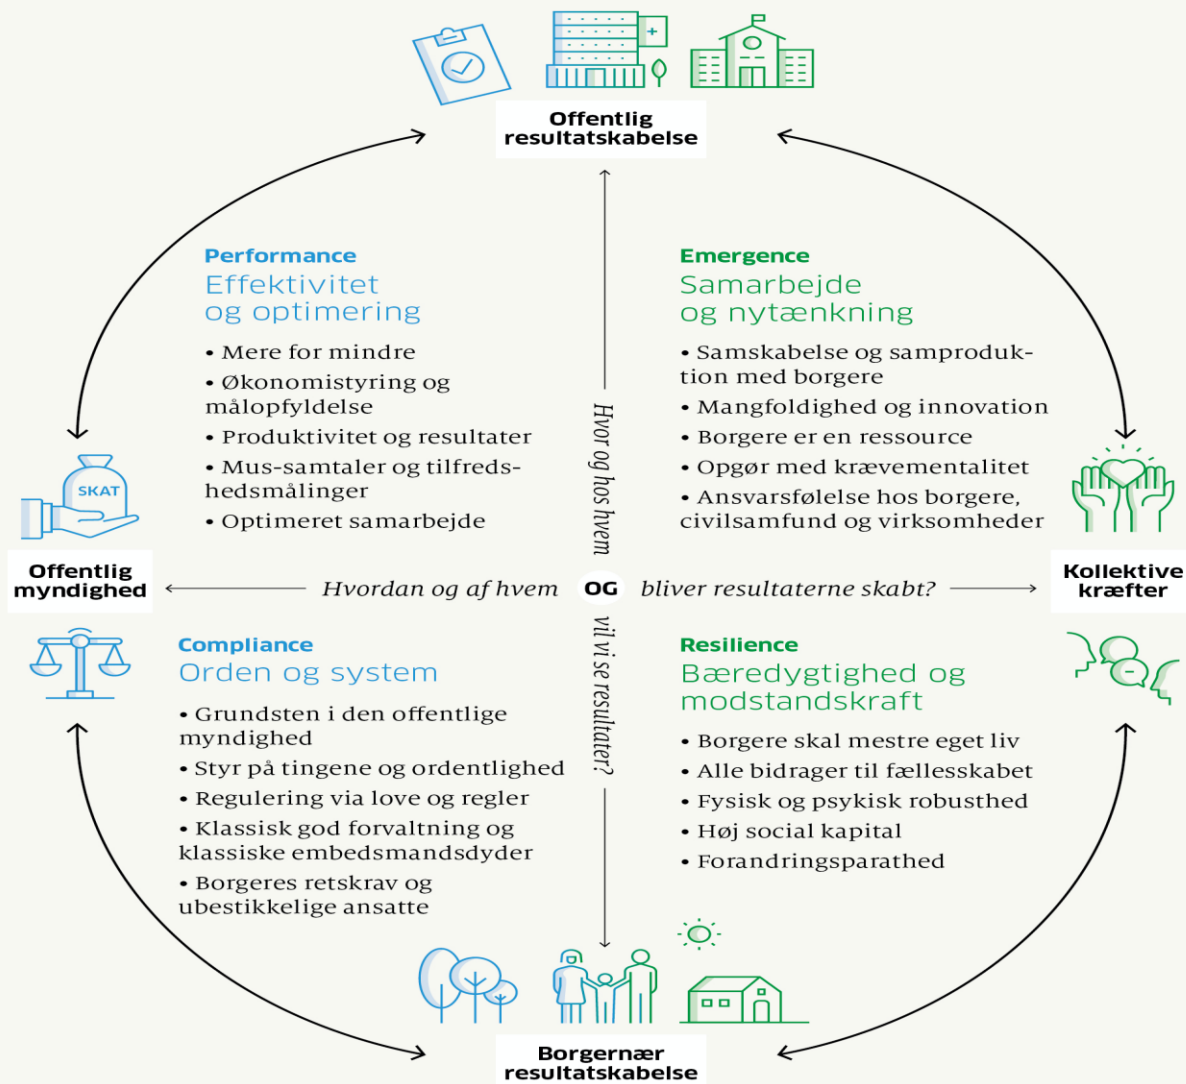 Offentlig
resultatskabelse
Performance
Effektivitet
og optimering
• Mere for mindre
• Økonomistyring og
målopfyldelse
• Produktivitet og resultater
• Mus-samtaler og tilfreds-
hedsmålinger
• Optimeret samarbejde
Emergence
Samarbejde
og nytænkning
• Samskabelse og samproduk-
tion med borgere
• Mangfoldighed og innovation
• Borgere er en ressource
• Opgør med krævementalitet
• Ansvarsfølelse hos borgere,
civilsamfund og virksomheder
Hvor og hos hvem
SKAT
Offentlig
myndighed
Hvordan og af hvem OG bliver resultaterne skabt?
Kollektive
kræfter
vil vi se resultater?
Compliance
Orden og system
• Grundsten i den offentlige
myndighed
• Styr på tingene og ordentlighed
• Regulering via love og regler
• Klassisk god forvaltning og
klassiske embedsmandsdyder
• Borgeres retskrav og
ubestikkelige ansatte
Resilience
Bæredygtighed og
modstandskraft
• Borgere skal mestre eget liv
• Alle bidrager til fællesskabet
• Fysisk og psykisk robusthed
• Høj social kapital
• Forandringsparathed
Borgernær
resultatskabelse